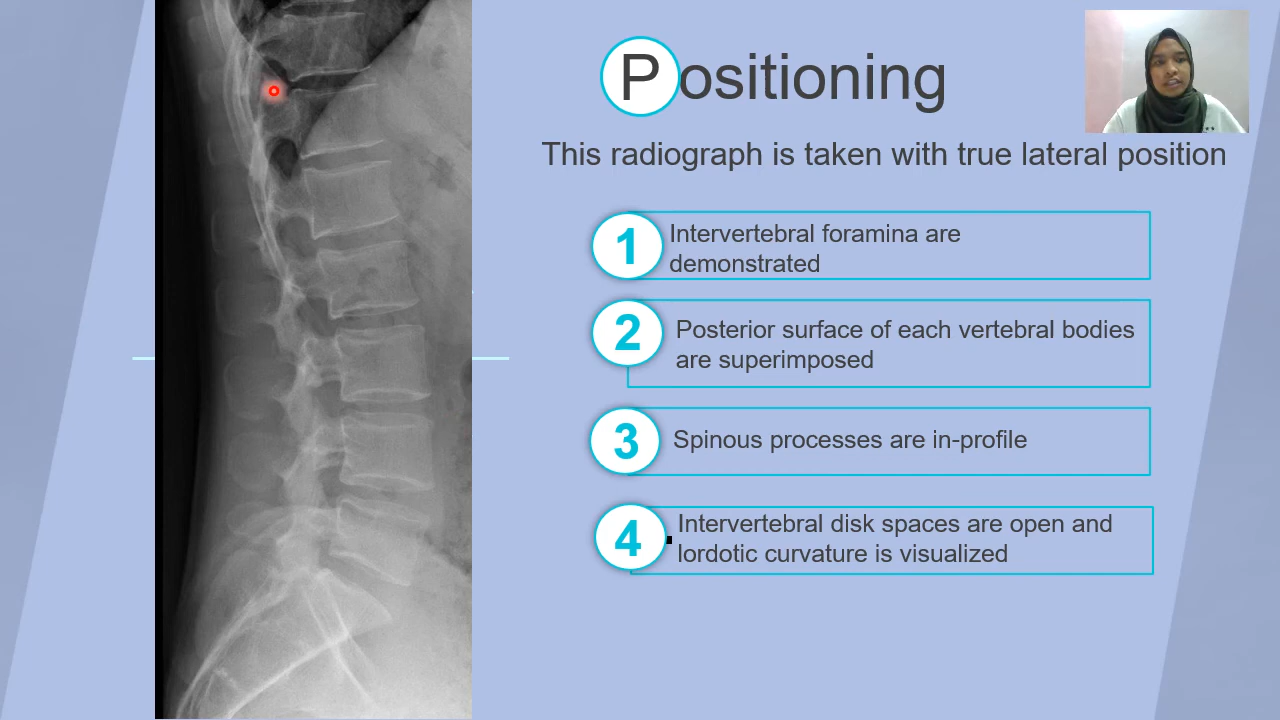 Positioning
This radiograph is taken with true lateral position
1
Intervertebral foramina are
demonstrated
2
Posterior surface of each vertebral bodies
are superimposed
3
Spinous processes are in-profile
4
Intervertebral disk spaces are open and
lordotic curvature is visualized